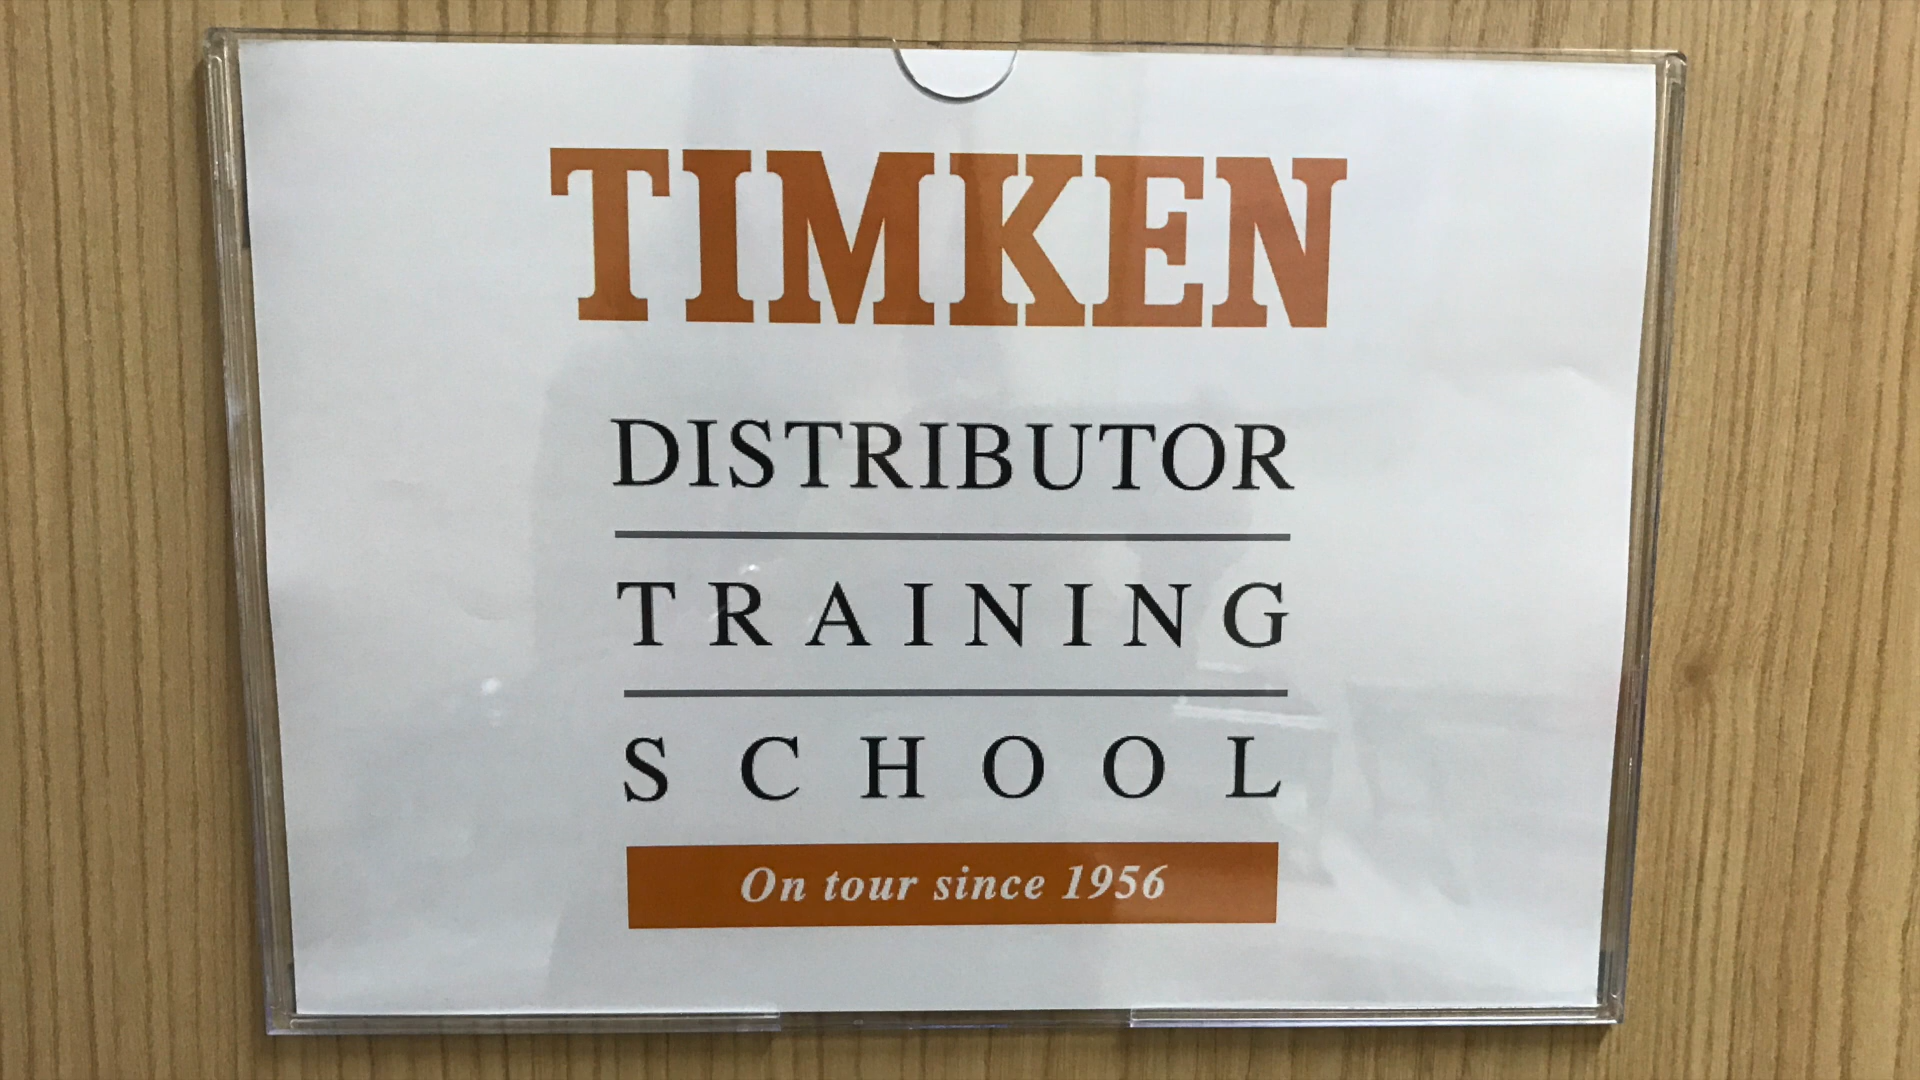 TIMKEN
DISTRIBUTOR
TRAINING
SCHOOL
On tour since 1956